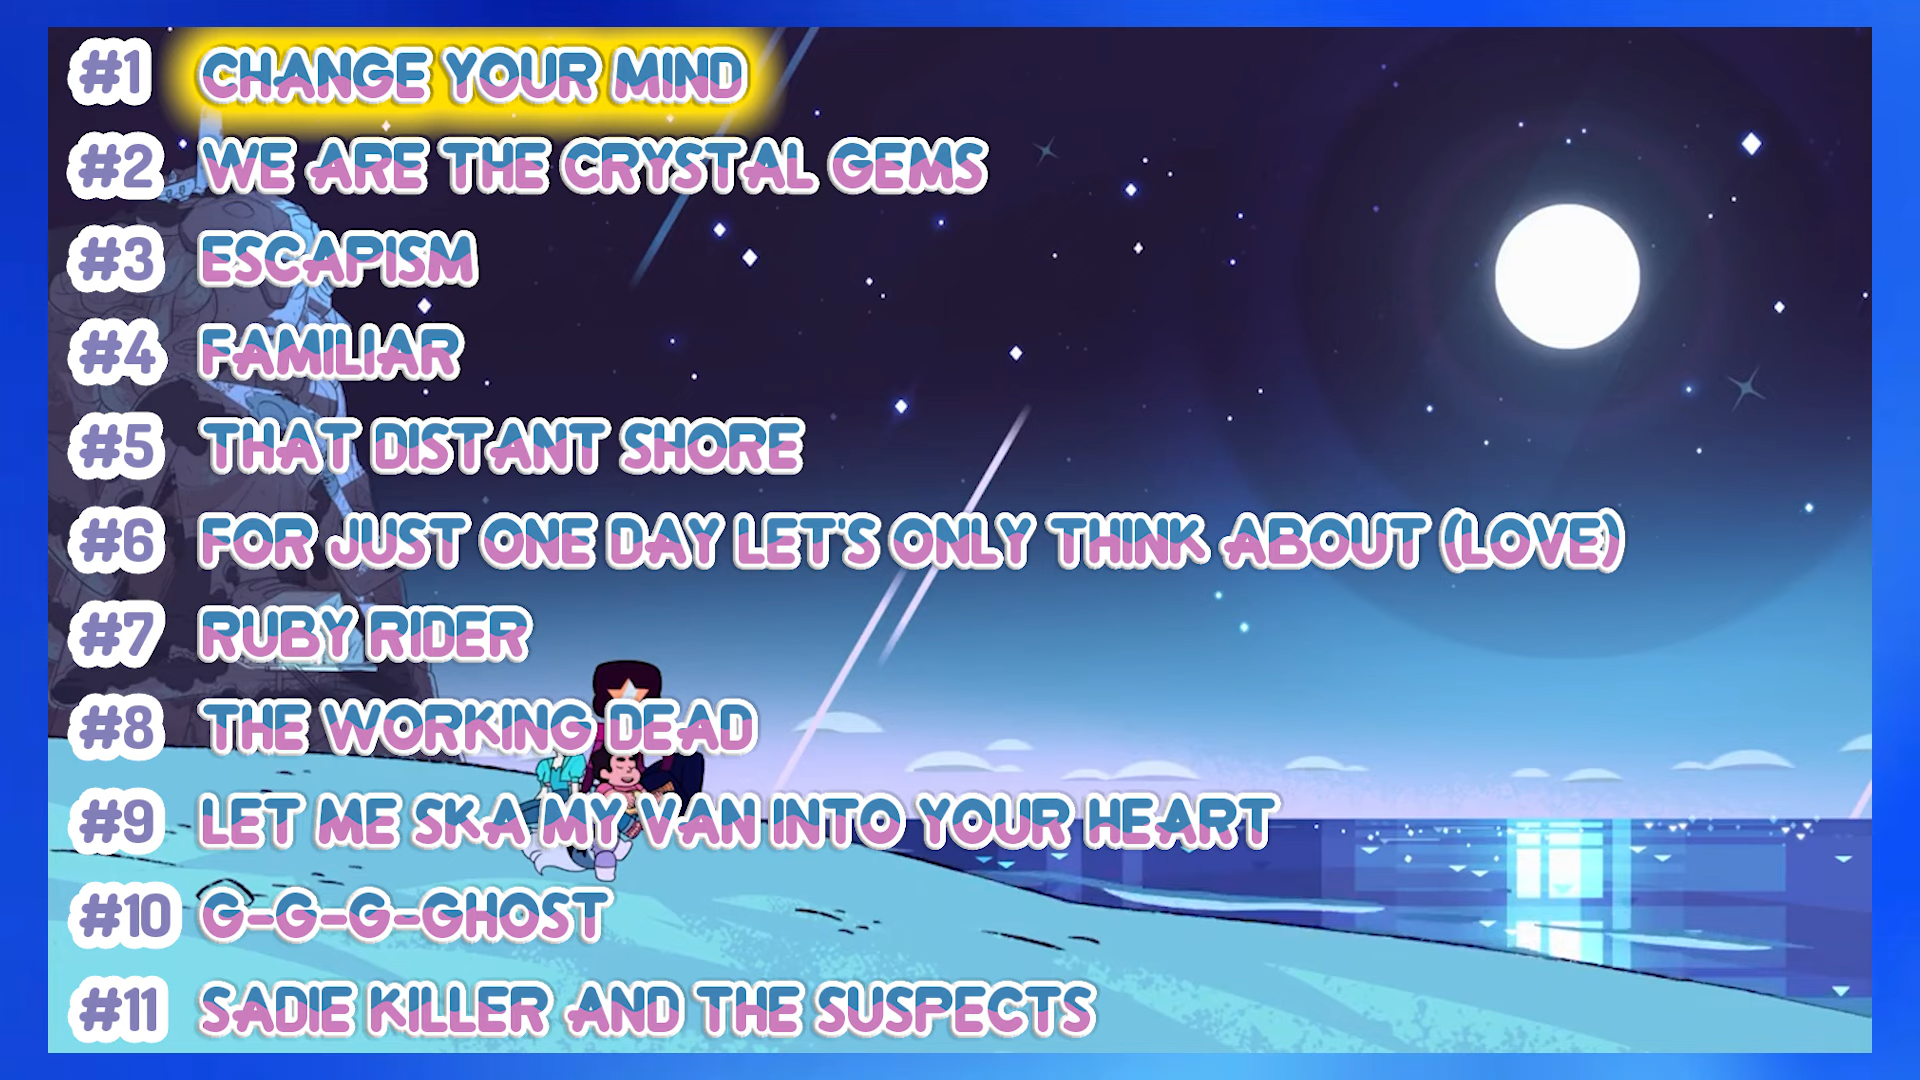 #1 CHANGE YOUR MIND
#2 WE ARE THE CRYSTAL GEMS
#3 ESCAPISM
#4 FAMILIAR
#5 THAT DISTANT SHORE
#6 FOR JUST ONE DAY LET'S ONLY THINK ABOUT (LOVE)
#7 RUBY RIDER
#8 THE WORKING DEAD
#9 LET ME SKA MY VAN INTO YOUR HEART
#10 G-G-G-GHOST
#11 SADIE KILLER AND THE SUSPECTS